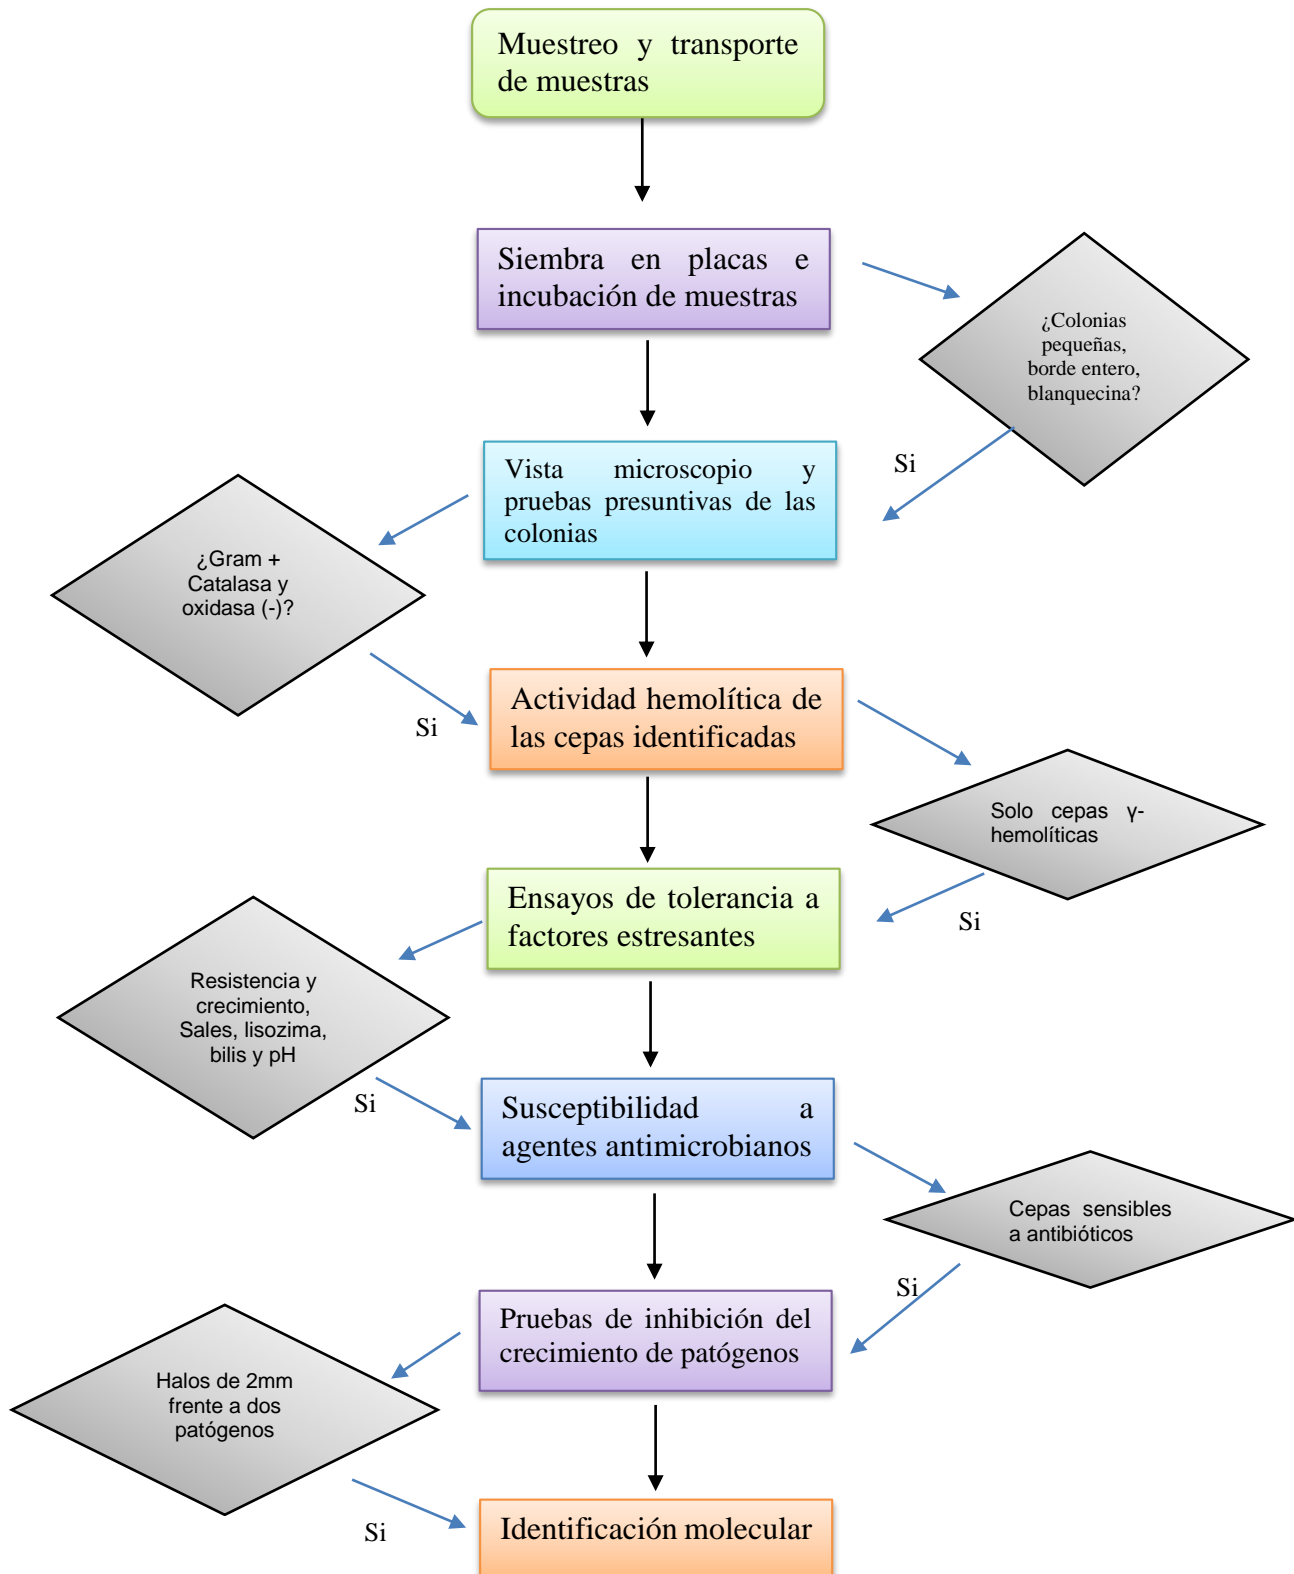 Muestreo y transporte
de muestras
Siembra en placas e
incubación de muestras
¿Colonias
pequeñas,
borde entero,
blanquecina?
Si
Vista microscopio y
pruebas presuntivas de las
colonias
¿Gram +
Catalasa y
oxidasa (-)?
Si
Actividad hemolítica de
las cepas identificadas
Solo cepas γ-
hemolíticas
Si
Ensayos de tolerancia a
factores estresantes
Resistencia y
crecimiento,
Sales, lisozima,
bilis y pH
Si
Susceptibilidad a
agentes antimicrobianos
Cepas sensibles
a antibióticos
Si
Pruebas de inhibición del
crecimiento de patógenos
Halos de 2mm
frente a dos
patógenos
Si
Identificación molecular